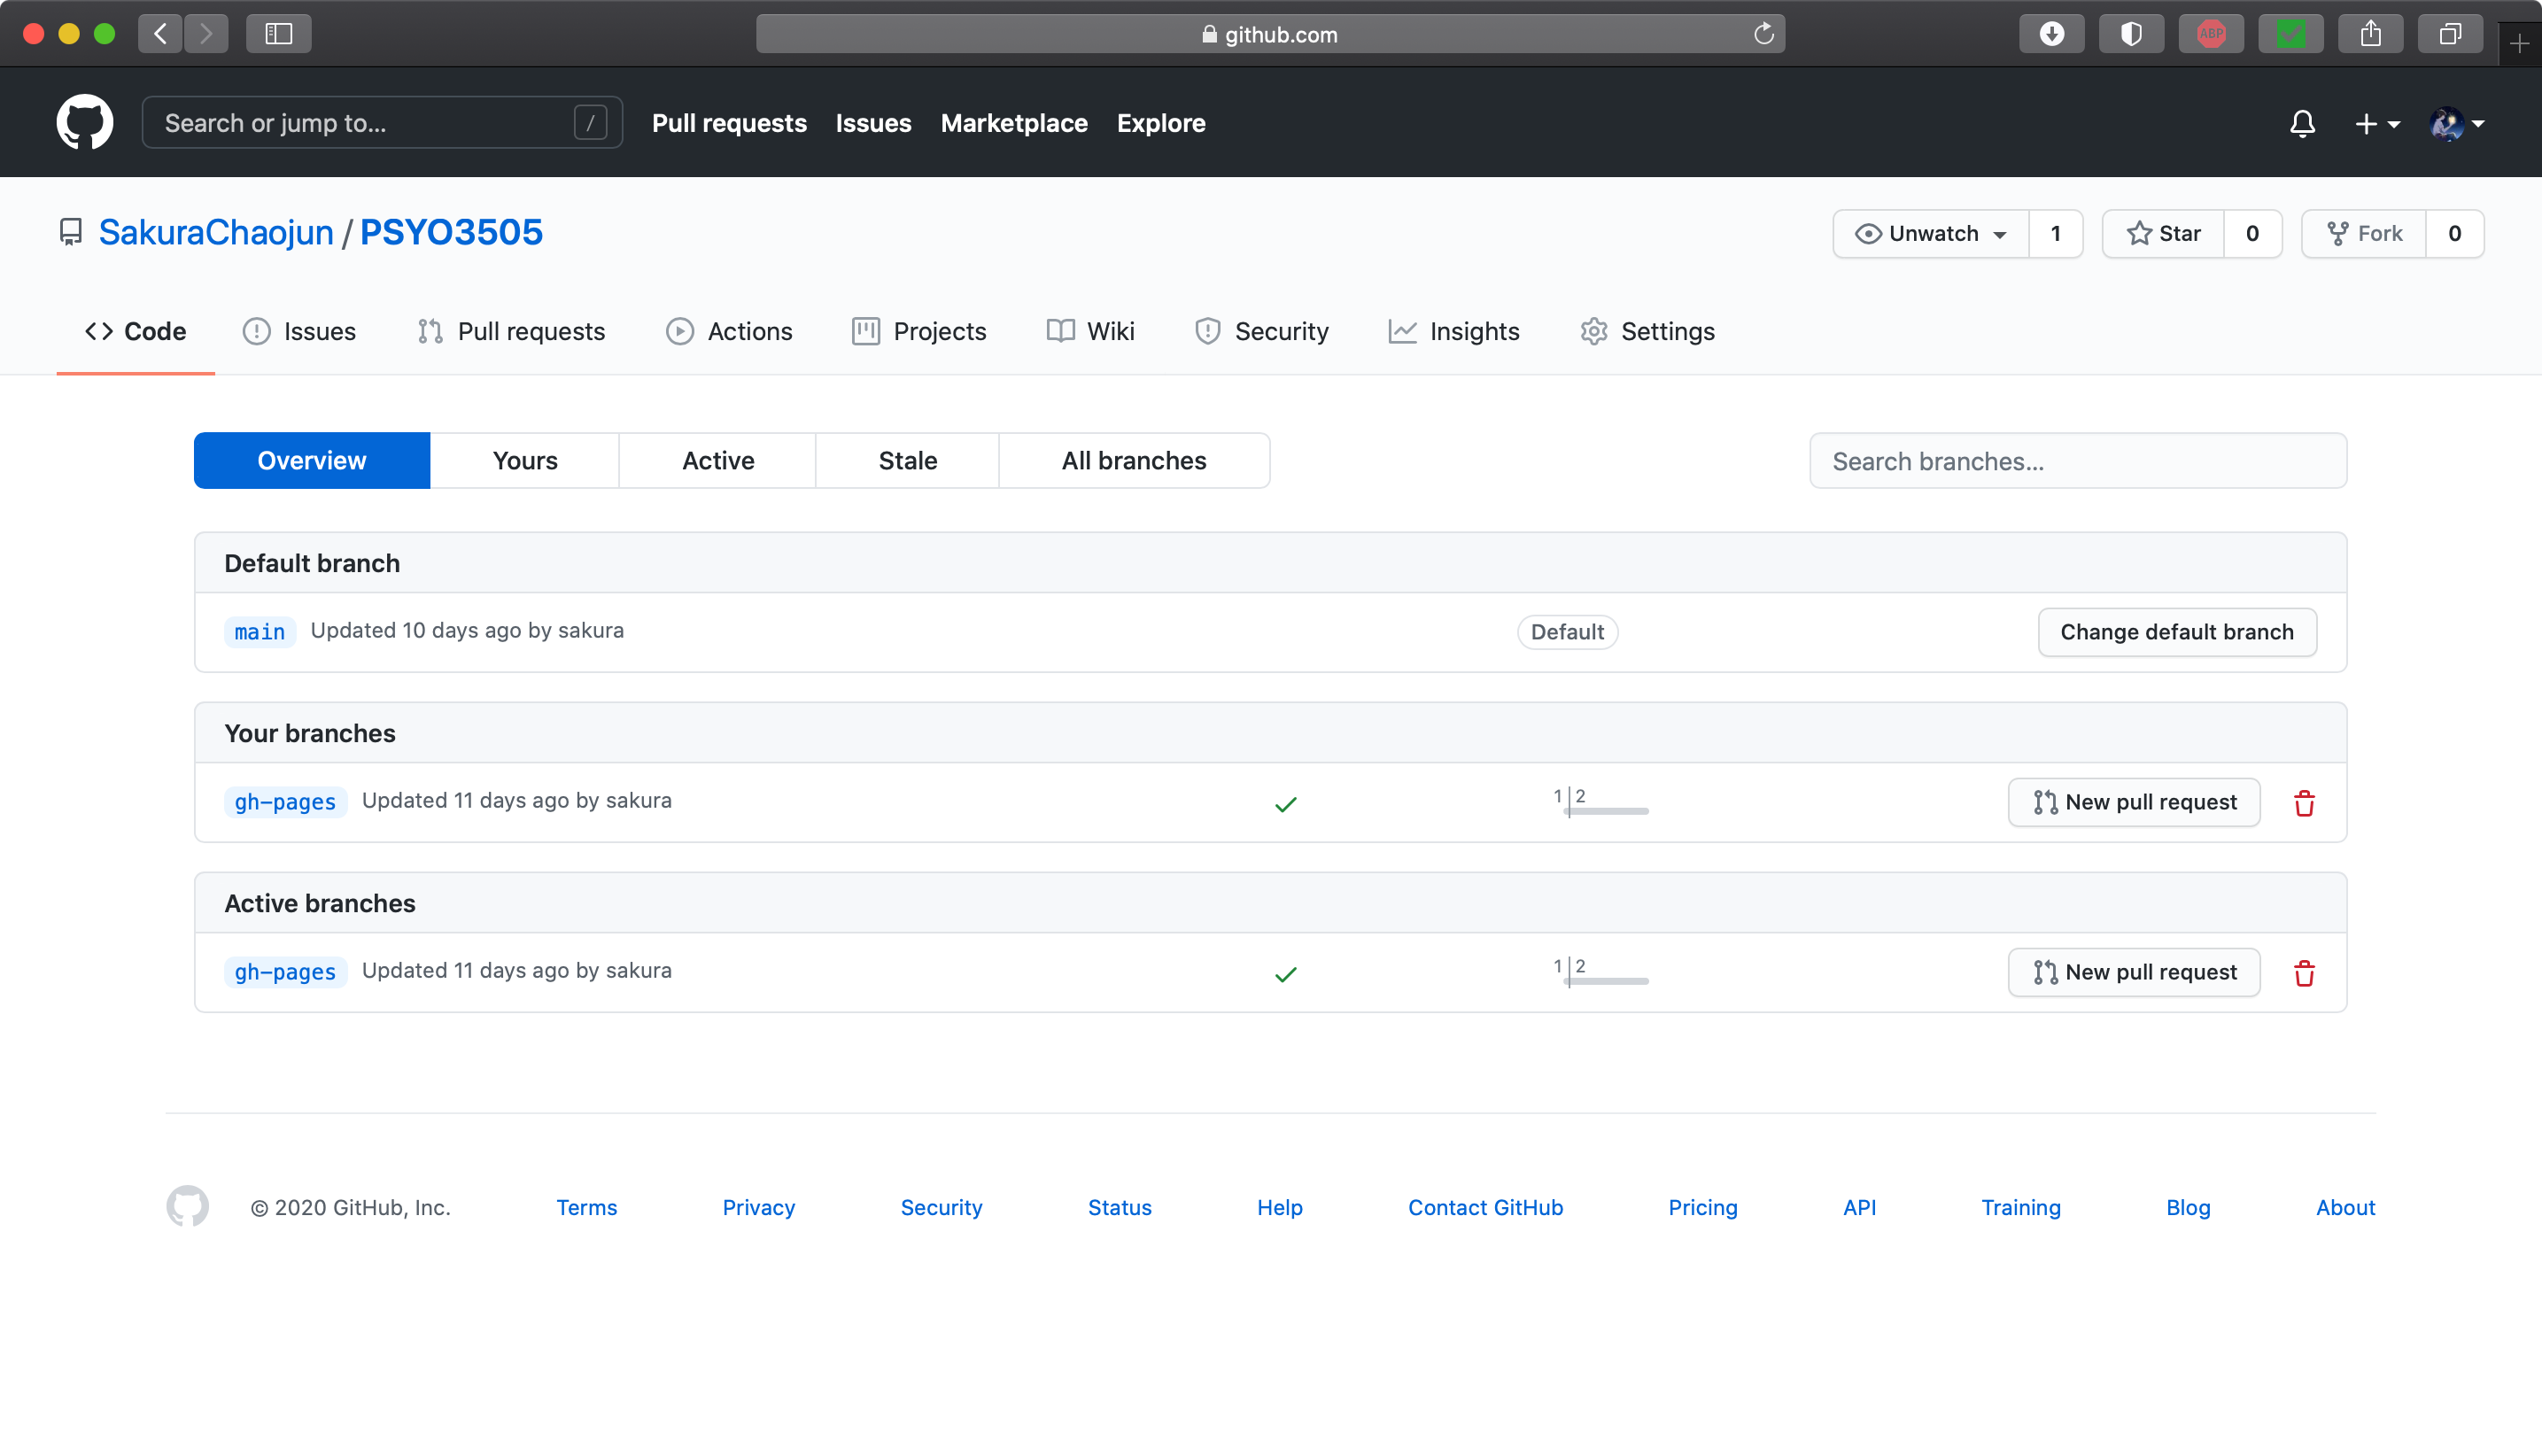 github.com
ABP
Search or jump to... /
Pull requests Issues Marketplace Explore
SakuraChaojun / PSYO3505
Unwatch 1 Star 0 Fork 0
Code Issues Pull requests Actions Projects Wiki Security Insights Settings
Overview Yours Active Stale All branches Search branches...
Default branch
main Updated 10 days ago by sakura Default Change default branch
Your branches
gh-pages Updated 11 days ago by sakura 1 2 New pull request
Active branches
gh-pages Updated 11 days ago by sakura 1 2 New pull request
© 2020 GitHub, Inc. Terms Privacy Security Status Help Contact GitHub Pricing API Training Blog About